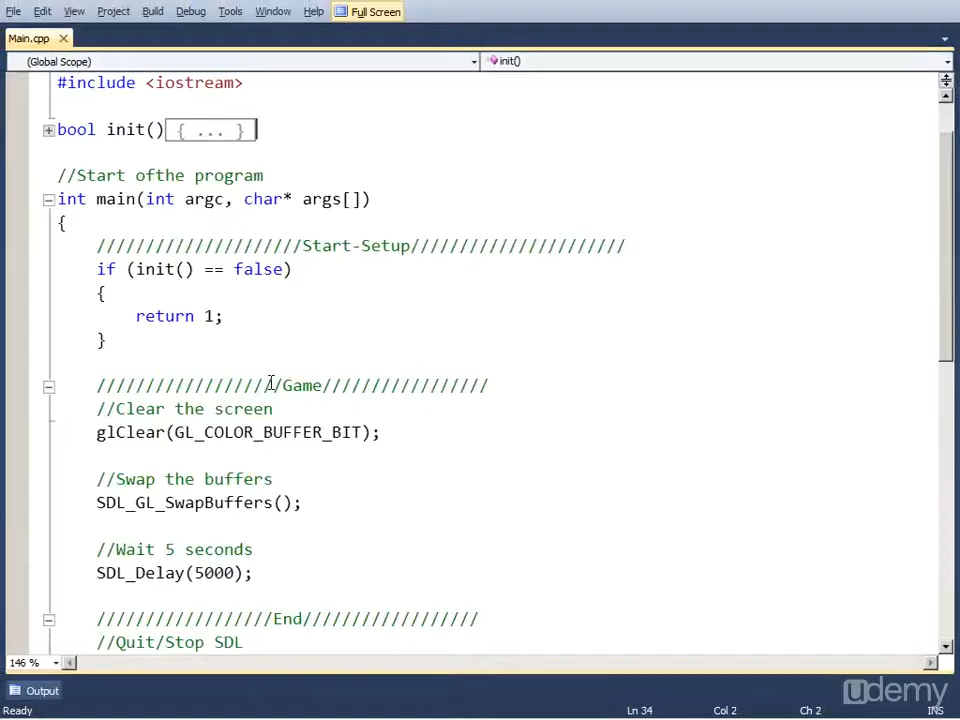 File Edit View Project Build Debug Tools Window Help Full Screen
Main.cpp
(Global Scope) init()
#include <iostream>
bool init() { ... }
//Start ofthe program
int main(int argc, char* args[])
{
/////////////////////Start-Setup//////////////////////
if (init() == false)
{
return 1;
}
///////////////////Game/////////////////
//Clear the screen
glClear(GL_COLOR_BUFFER_BIT);
//Swap the buffers
SDL_GL_SwapBuffers();
//Wait 5 seconds
SDL_Delay(5000);
//////////////////End//////////////////
//Quit/Stop SDL
146 %
Output
udemy
Ready Ln 34 Col 2 Ch 2 INS